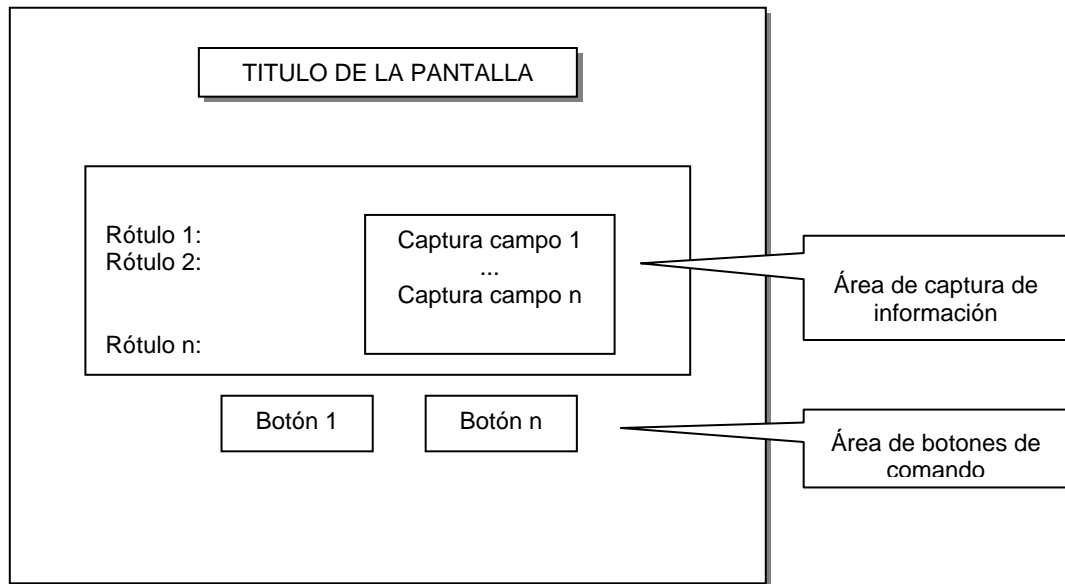 TITULO DE LA PANTALLA
Rótulo 1:
Rótulo 2:
Rótulo n:
Captura campo 1
...
Captura campo n
Área de captura de
información
Botón 1
Botón n
Área de botones de
comando